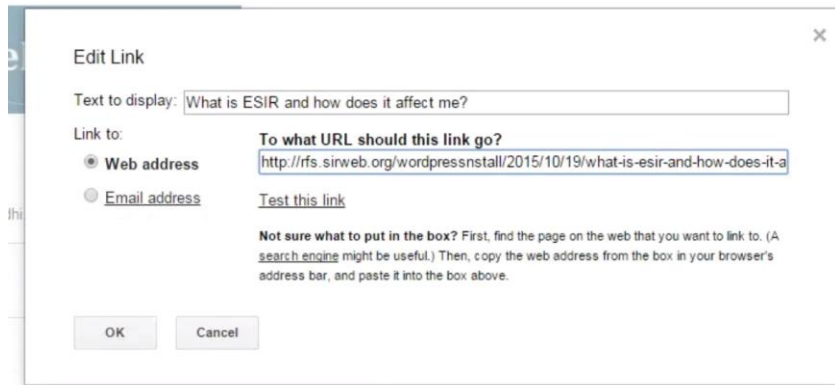 Edit Link
Text to display: What is ESIR and how does it affect me?
Link to:
To what URL should this link go?
Web address
http://rfs.sirweb.org/wordpressnstall/2015/10/19/what-is-esir-and-how-does-it-a
Email address
Test this link
Not sure what to put in the box? First, find the page on the web that you want to link to. (A
search engine might be useful.) Then, copy the web address from the box in your browser's
address bar, and paste it into the box above.
OK
Cancel